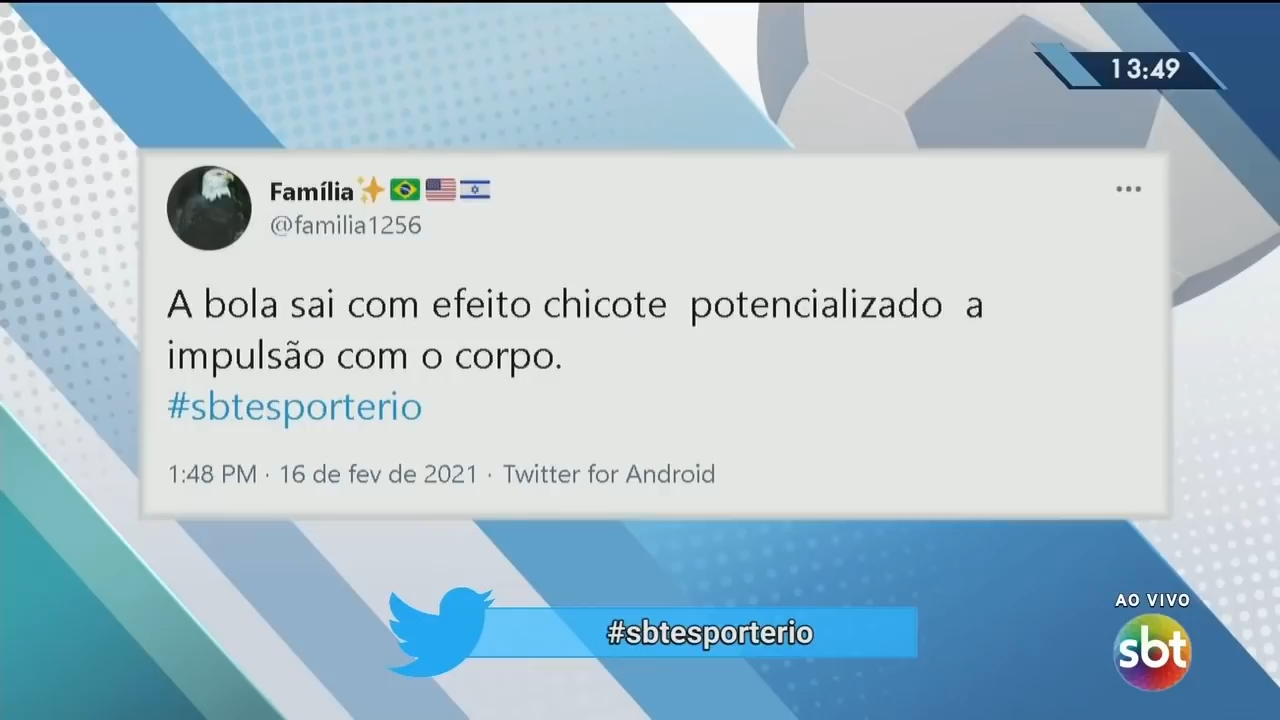 13:49
Família
@familia1256
A bola sai com efeito chicote potencializado a
impulsão com o corpo.
#sbtesporterio
1:48 PM · 16 de fev de 2021 · Twitter for Android
#sbtesporterio
AO VIVO
sbt